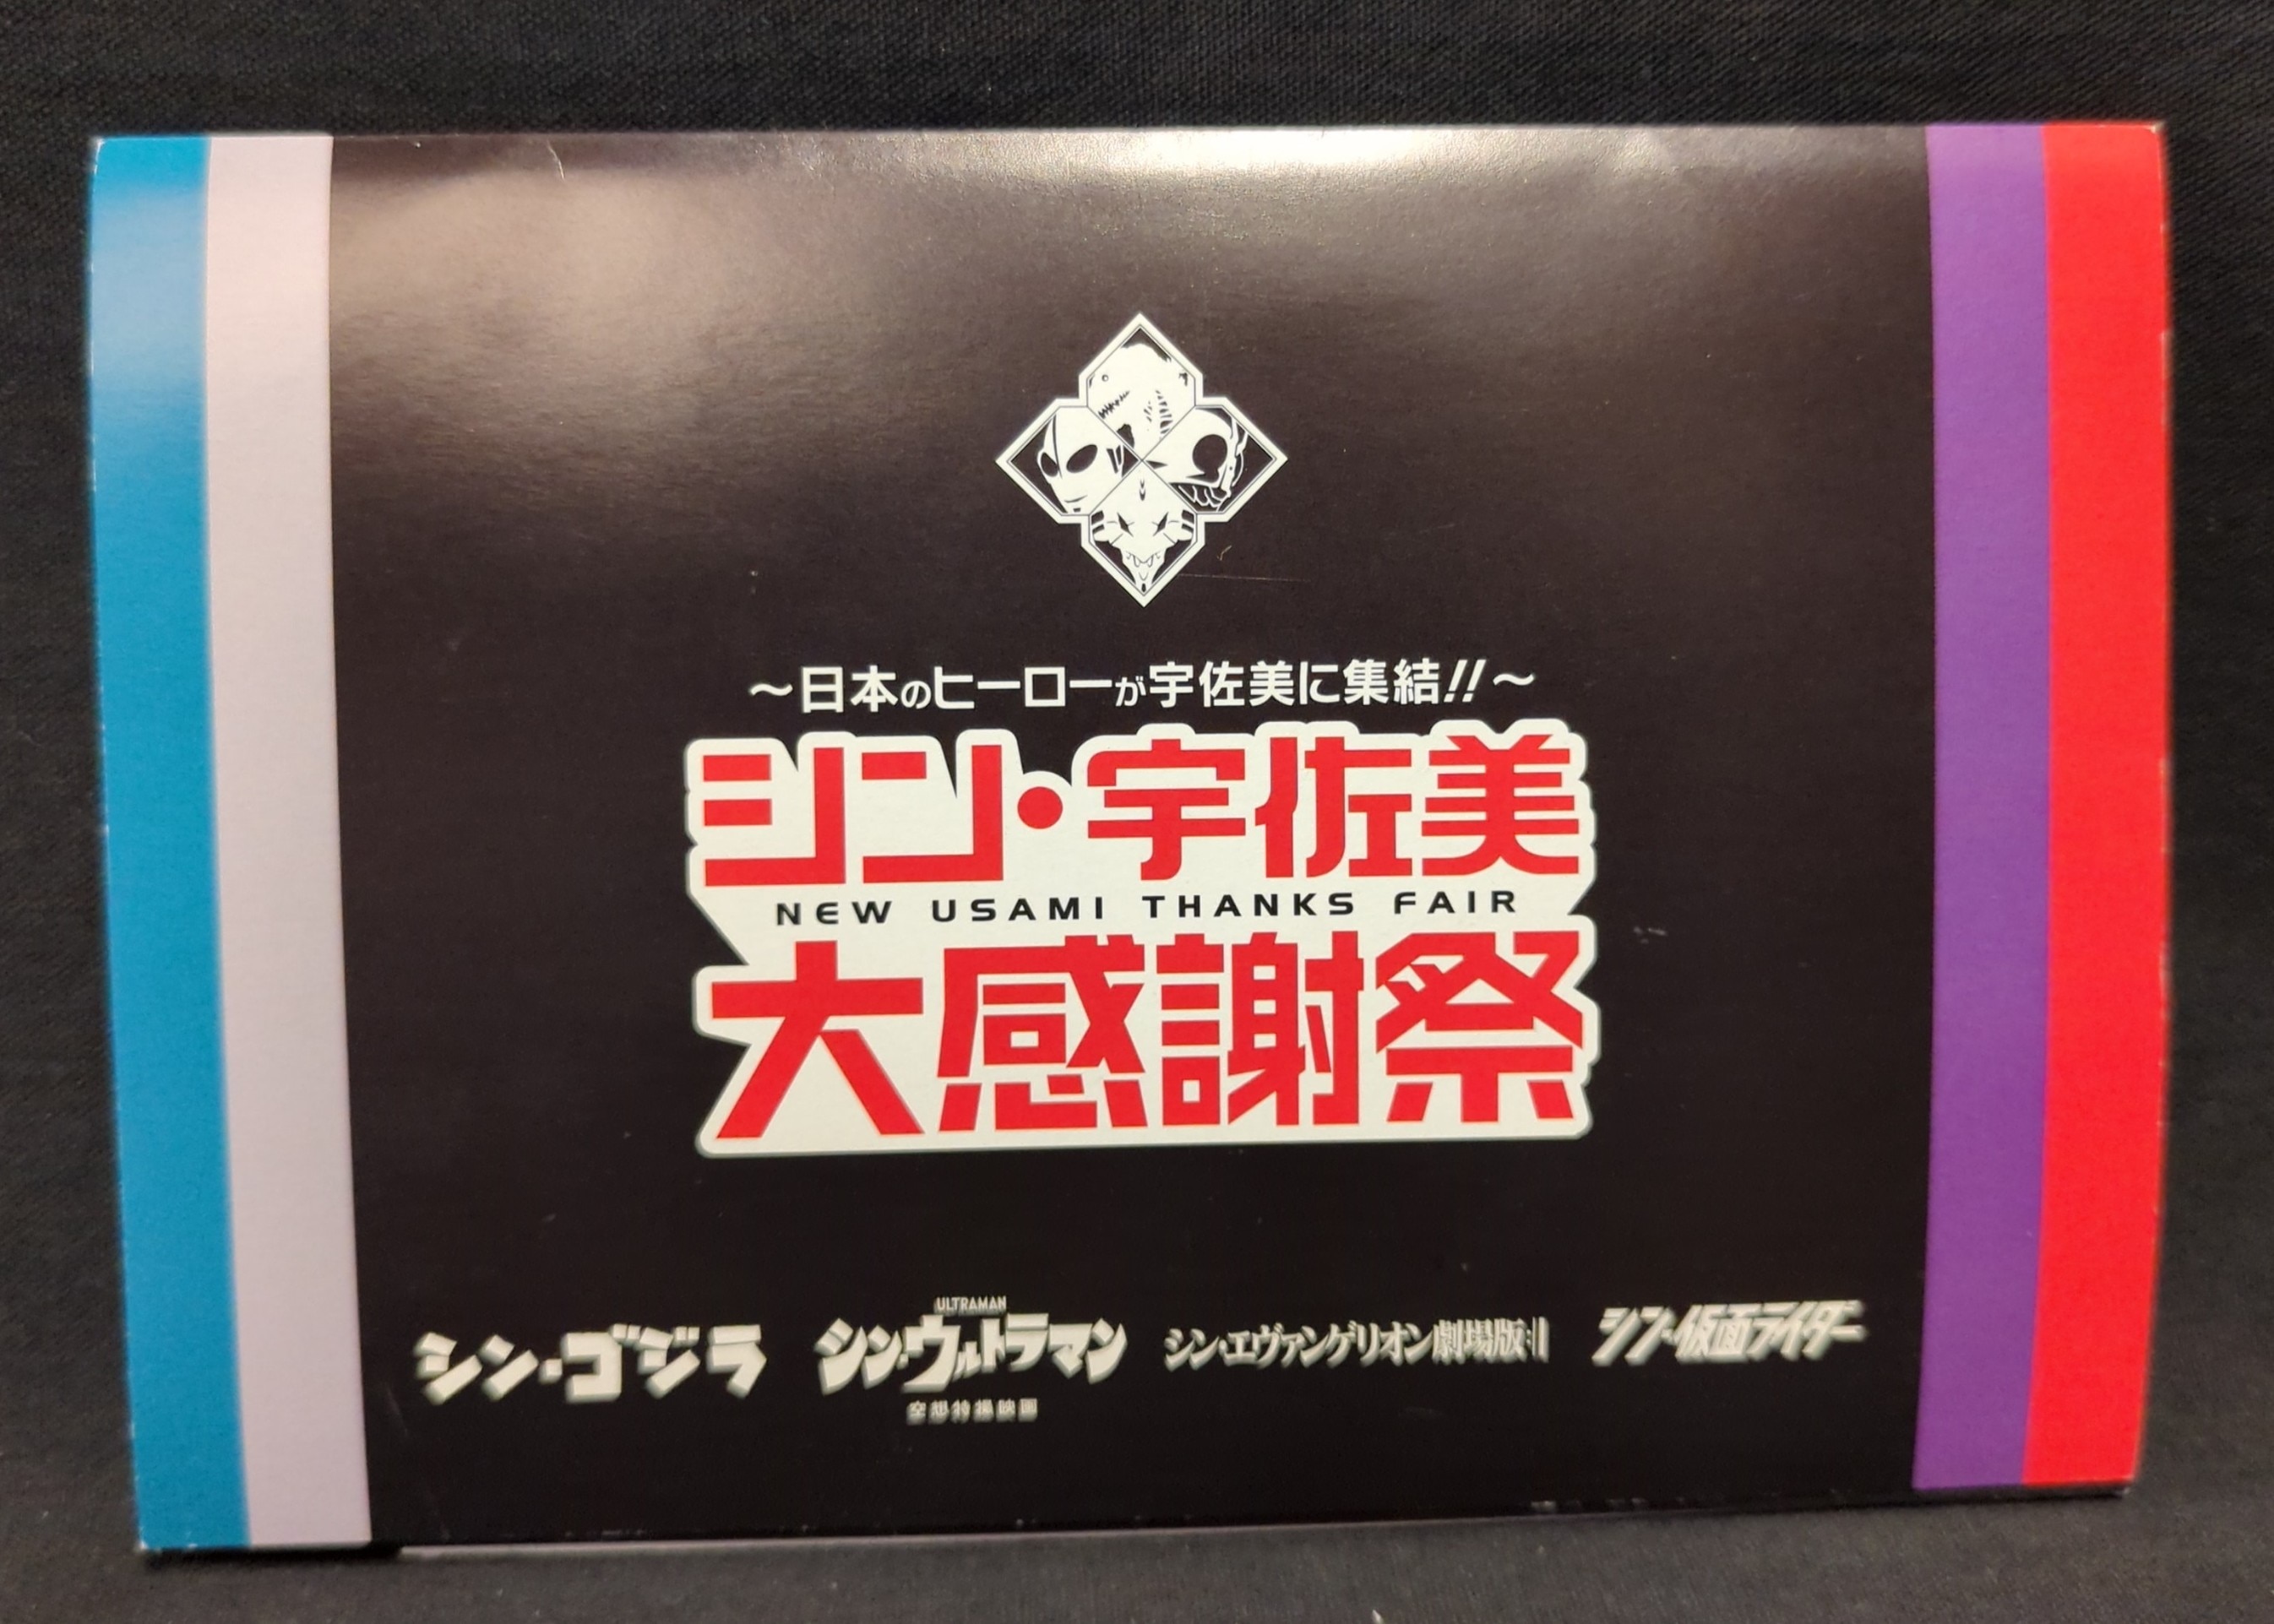 ～日本のヒーローが宇佐美に集結!!～
シン・宇佐美
NEW USAMI THANKS FAIR
大感謝祭
シン・ゴジラ
ULTRAMAN
シン・ウルトラマン
空想特撮映画
シン・エヴァンゲリオン劇場版:||
シン・仮面ライダー